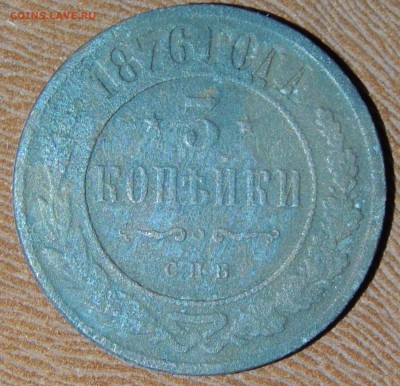 COINS.LAVE.RU
1876 ГОДА
3
КОПѢЙКИ
С.П.Б.